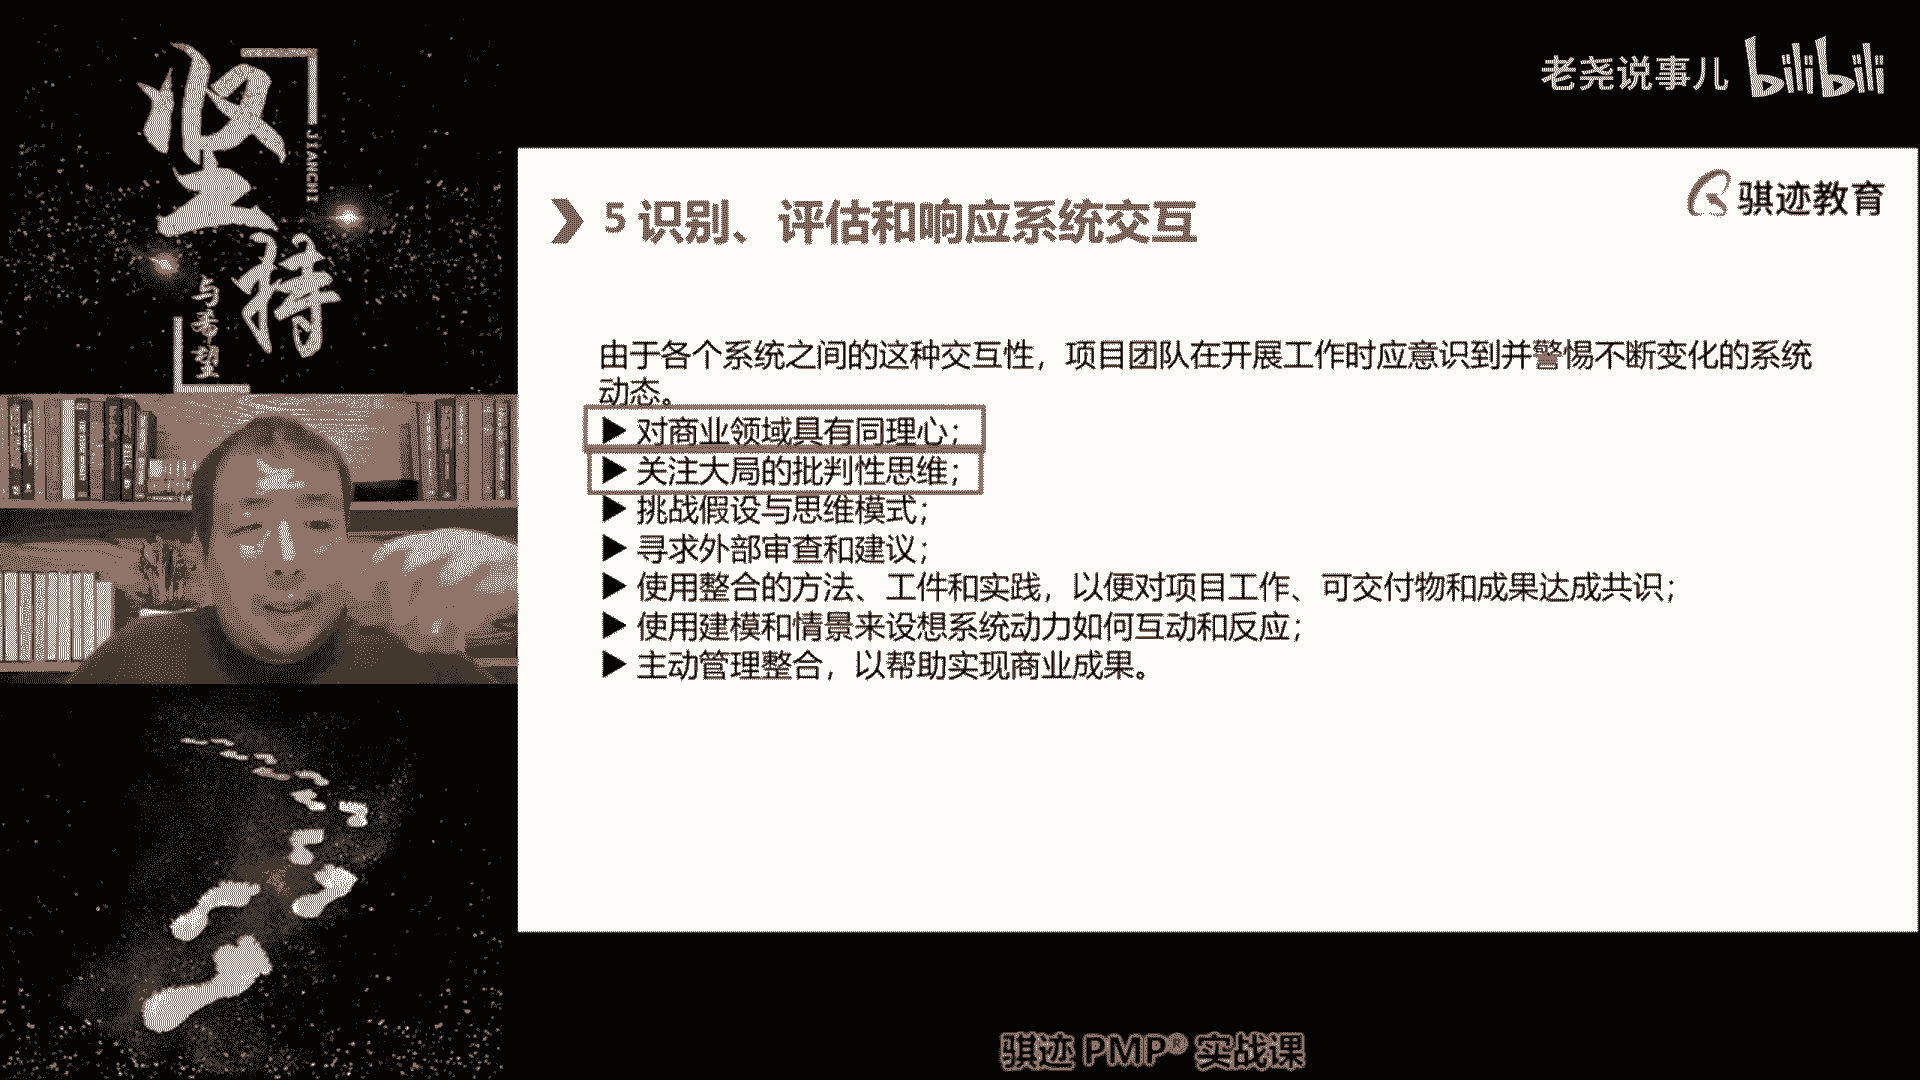 坚持
JIANCHI
与希望
老尧说事儿 bilibili
骐迹教育
5 识别、评估和响应系统交互
由于各个系统之间的这种交互性，项目团队在开展工作时应意识到并警惕不断变化的系统
动态。
▶ 对商业领域具有同理心；
▶ 关注大局的批判性思维；
▶ 挑战假设与思维模式；
▶ 寻求外部审查和建议；
▶ 使用整合的方法、工件和实践，以便对项目工作、可交付物和成果达成共识；
▶ 使用建模和情景来设想系统动力如何互动和反应；
▶ 主动管理整合，以帮助实现商业成果。
骐迹 PMP® 实战课